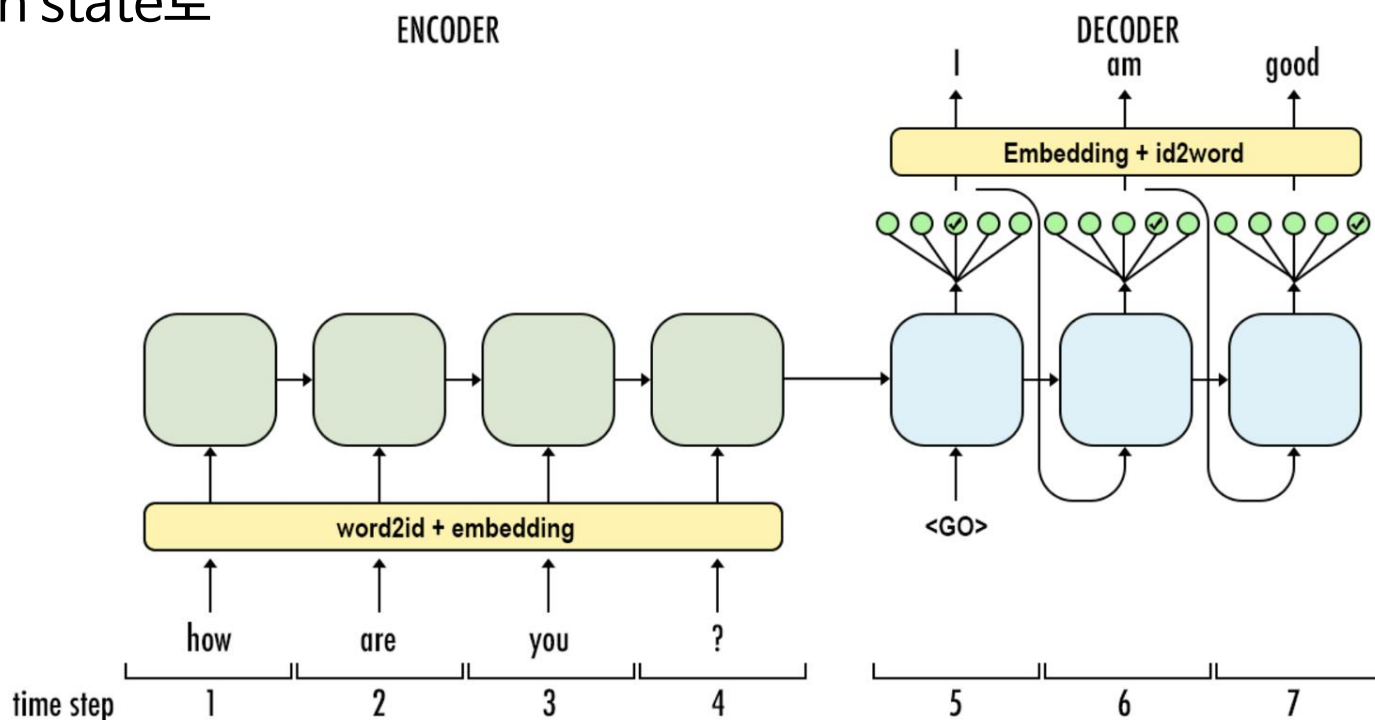 n state로
ENCODER
DECODER
I am good
Embedding + id2word
word2id + embedding
<GO>
how are you ?
time step 1 2 3 4 5 6 7